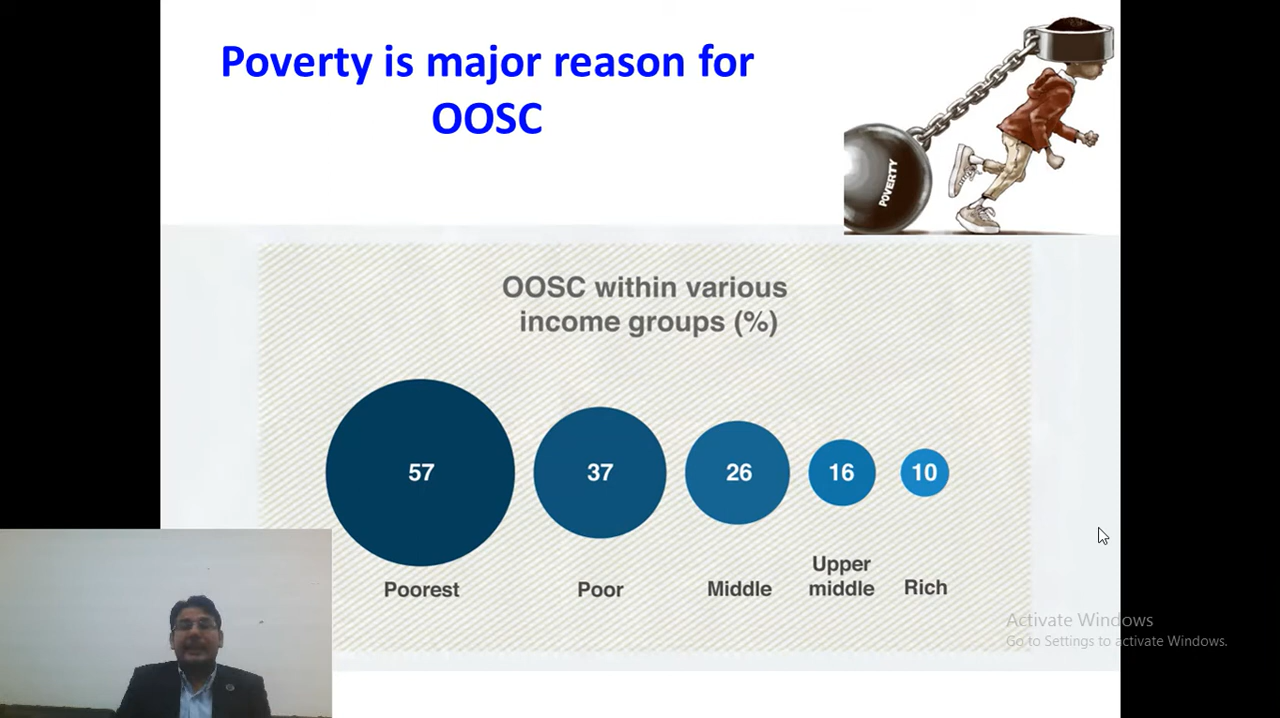 Poverty is major reason for
OOSC
POVERTY
OOSC within various
income groups (%)
57
37
26
16
10
Poorest
Poor
Middle
Upper
middle
Rich
Activate Windows
Go to Settings to activate Windows.